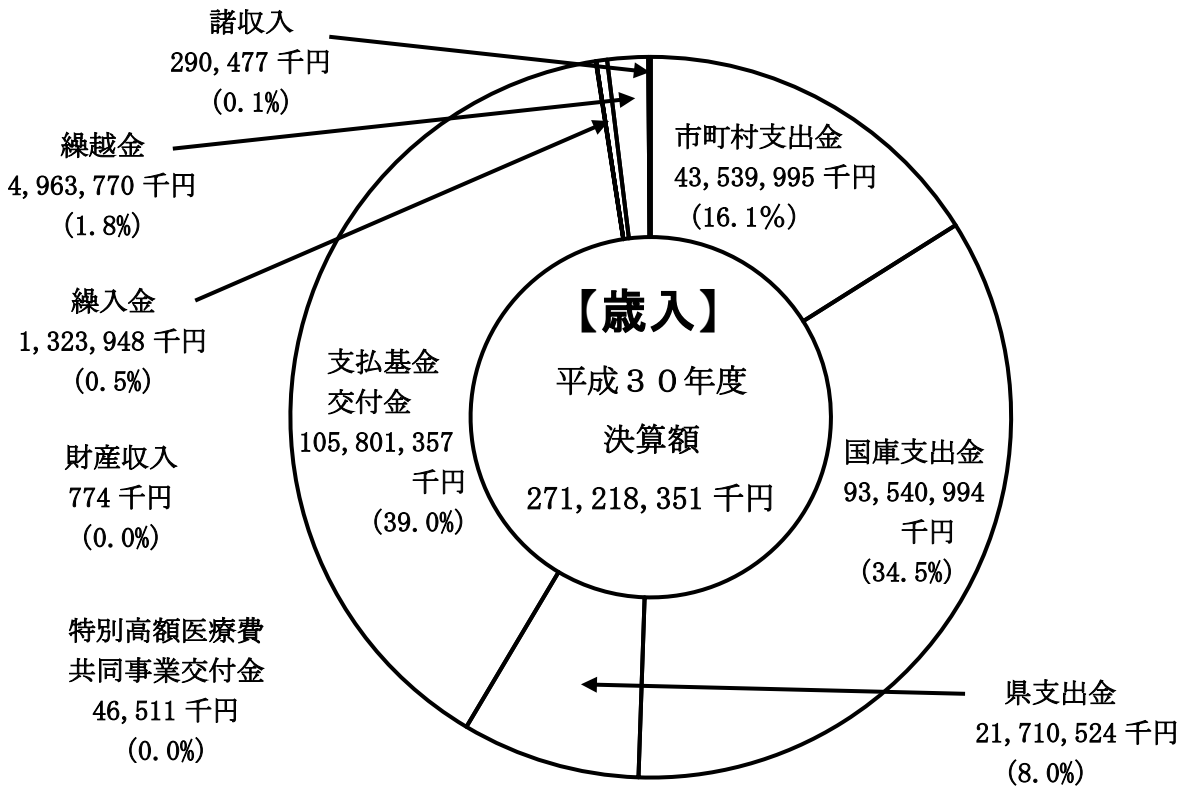 諸収入
290,477 千円
(0.1%)
繰越金
4,963,770 千円
(1.8%)
繰入金
1,323,948 千円
(0.5%)
財産収入
774 千円
(0.0%)
特別高額医療費
共同事業交付金
46,511 千円
(0.0%)
支払基金
交付金
105,801,357
千円
(39.0%)
【歳入】
平成３０年度
決算額
271,218,351 千円
市町村支出金
43,539,995 千円
(16.1%)
国庫支出金
93,540,994
千円
(34.5%)
県支出金
21,710,524 千円
(8.0%)